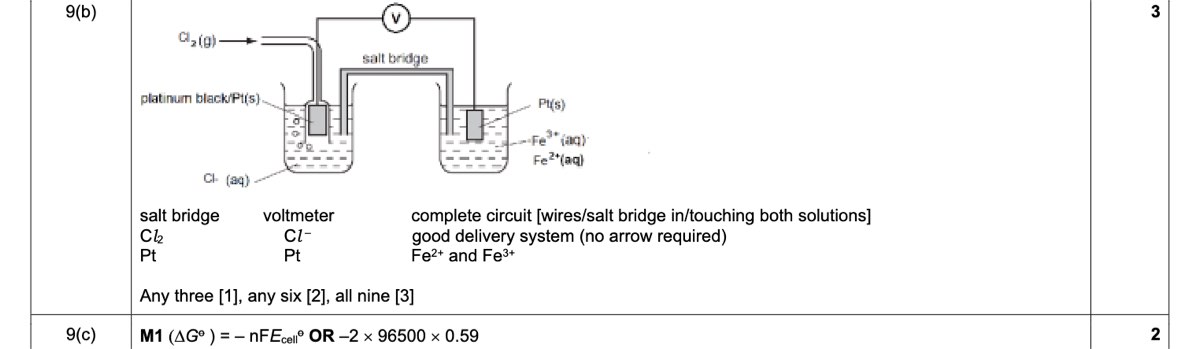 9(b)
3
V
Cl₂(g)
salt bridge
platinum black/Pt(s)
Pt(s)
Fe³⁺(aq)
Fe²⁺(aq)
Cl- (aq)
salt bridge voltmeter complete circuit [wires/salt bridge in/touching both solutions]
Cl₂ Cl⁻ good delivery system (no arrow required)
Pt Pt Fe²⁺ and Fe³⁺
Any three [1], any six [2], all nine [3]
9(c) M1 (ΔG° ) = – nFEcell° OR –2 × 96500 × 0.59 2